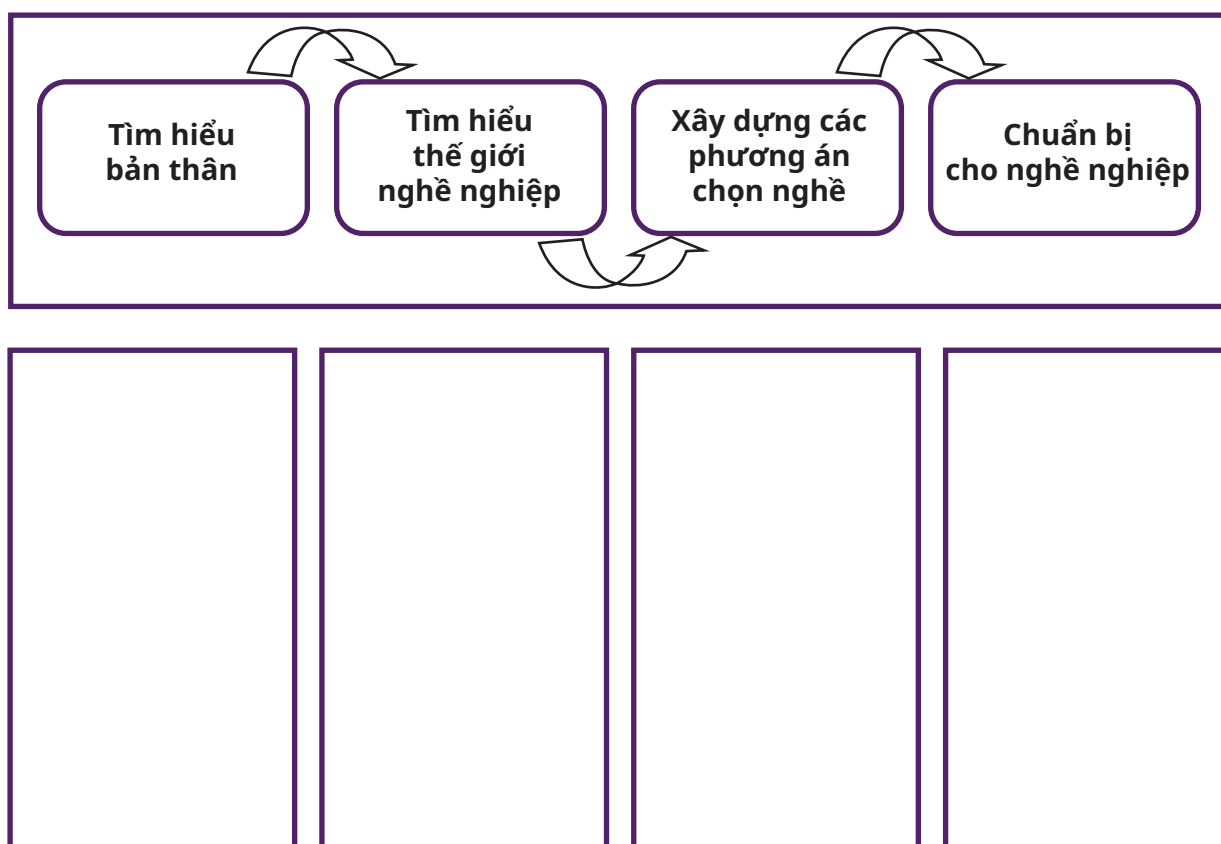 Tìm hiểu
bản thân
Tìm hiểu
thế giới
nghề nghiệp
Xây dựng các
phương án
chọn nghề
Chuẩn bị
cho nghề nghiệp